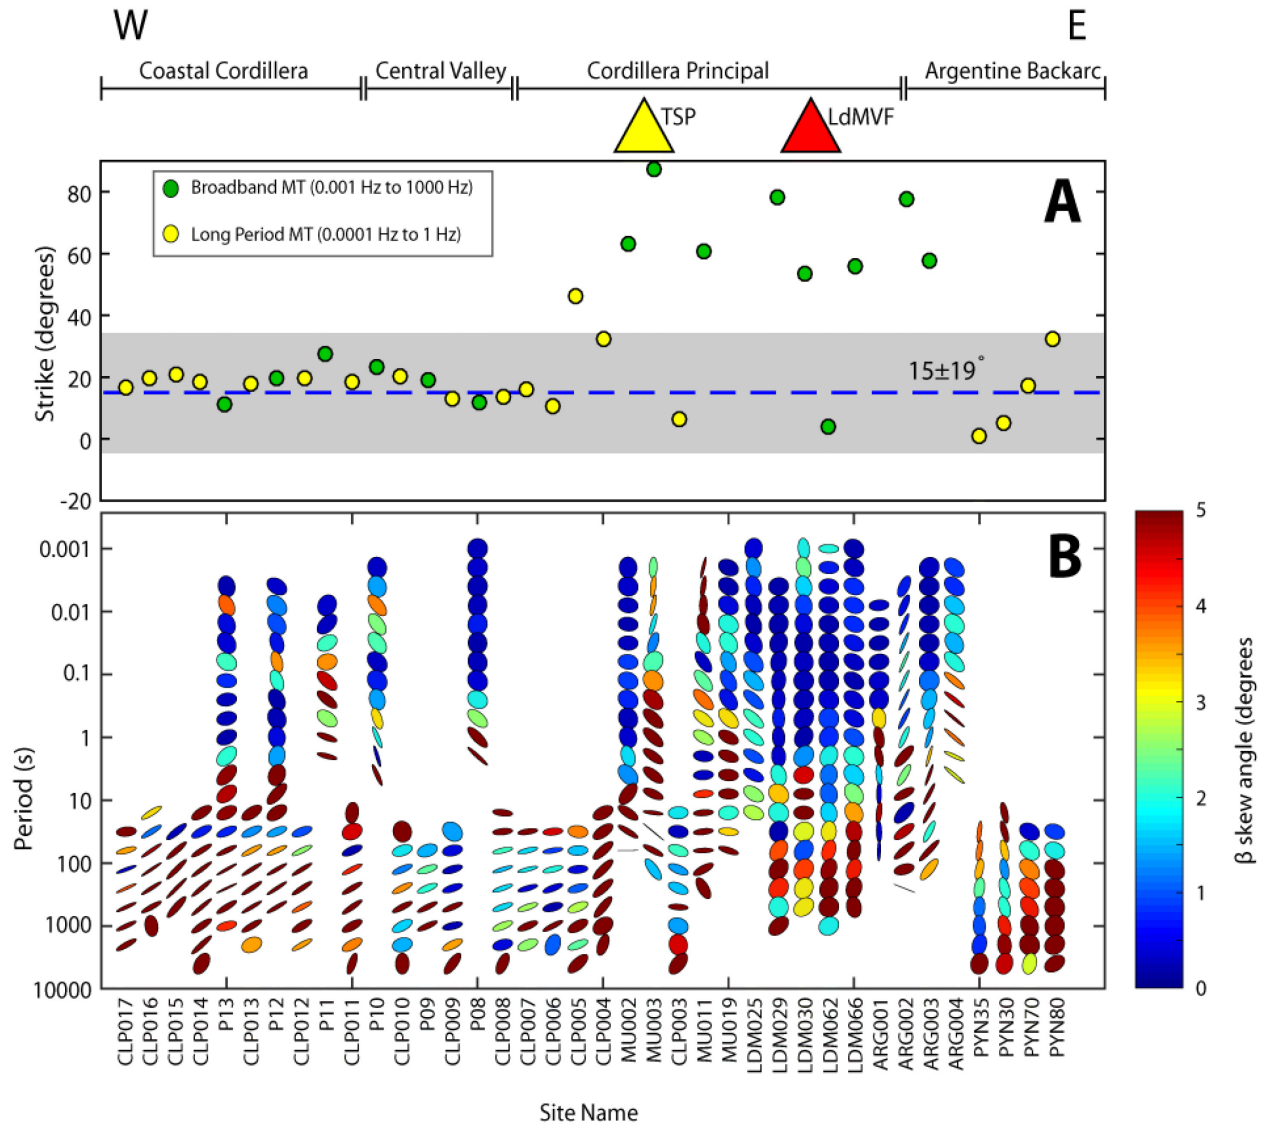 W
E
Coastal Cordillera
Central Valley
Cordillera Principal
Argentine Backarc
TSP
LdMVF
A
Broadband MT (0.001 Hz to 1000 Hz)
Long Period MT (0.0001 Hz to 1 Hz)
Strike (degrees)
80
60
40
20
0
-20
15±19°
B
Period (s)
0.001
0.01
0.1
1
10
100
1000
10000
5
4
3
2
1
0
β skew angle (degrees
CLP017
CLP016
CLP015
CLP014
P13
CLP013
P12
CLP012
P11
CLP011
P10
CLP010
P09
CLP009
P08
CLP008
CLP007
CLP006
CLP005
CLP004
MU002
MU003
CLP003
MU011
MU019
LDM025
LDM029
LDM030
LDM062
LDM066
ARG001
ARG002
ARG003
ARG004
PYN35
PYN30
PYN70
PYN80
Site Name